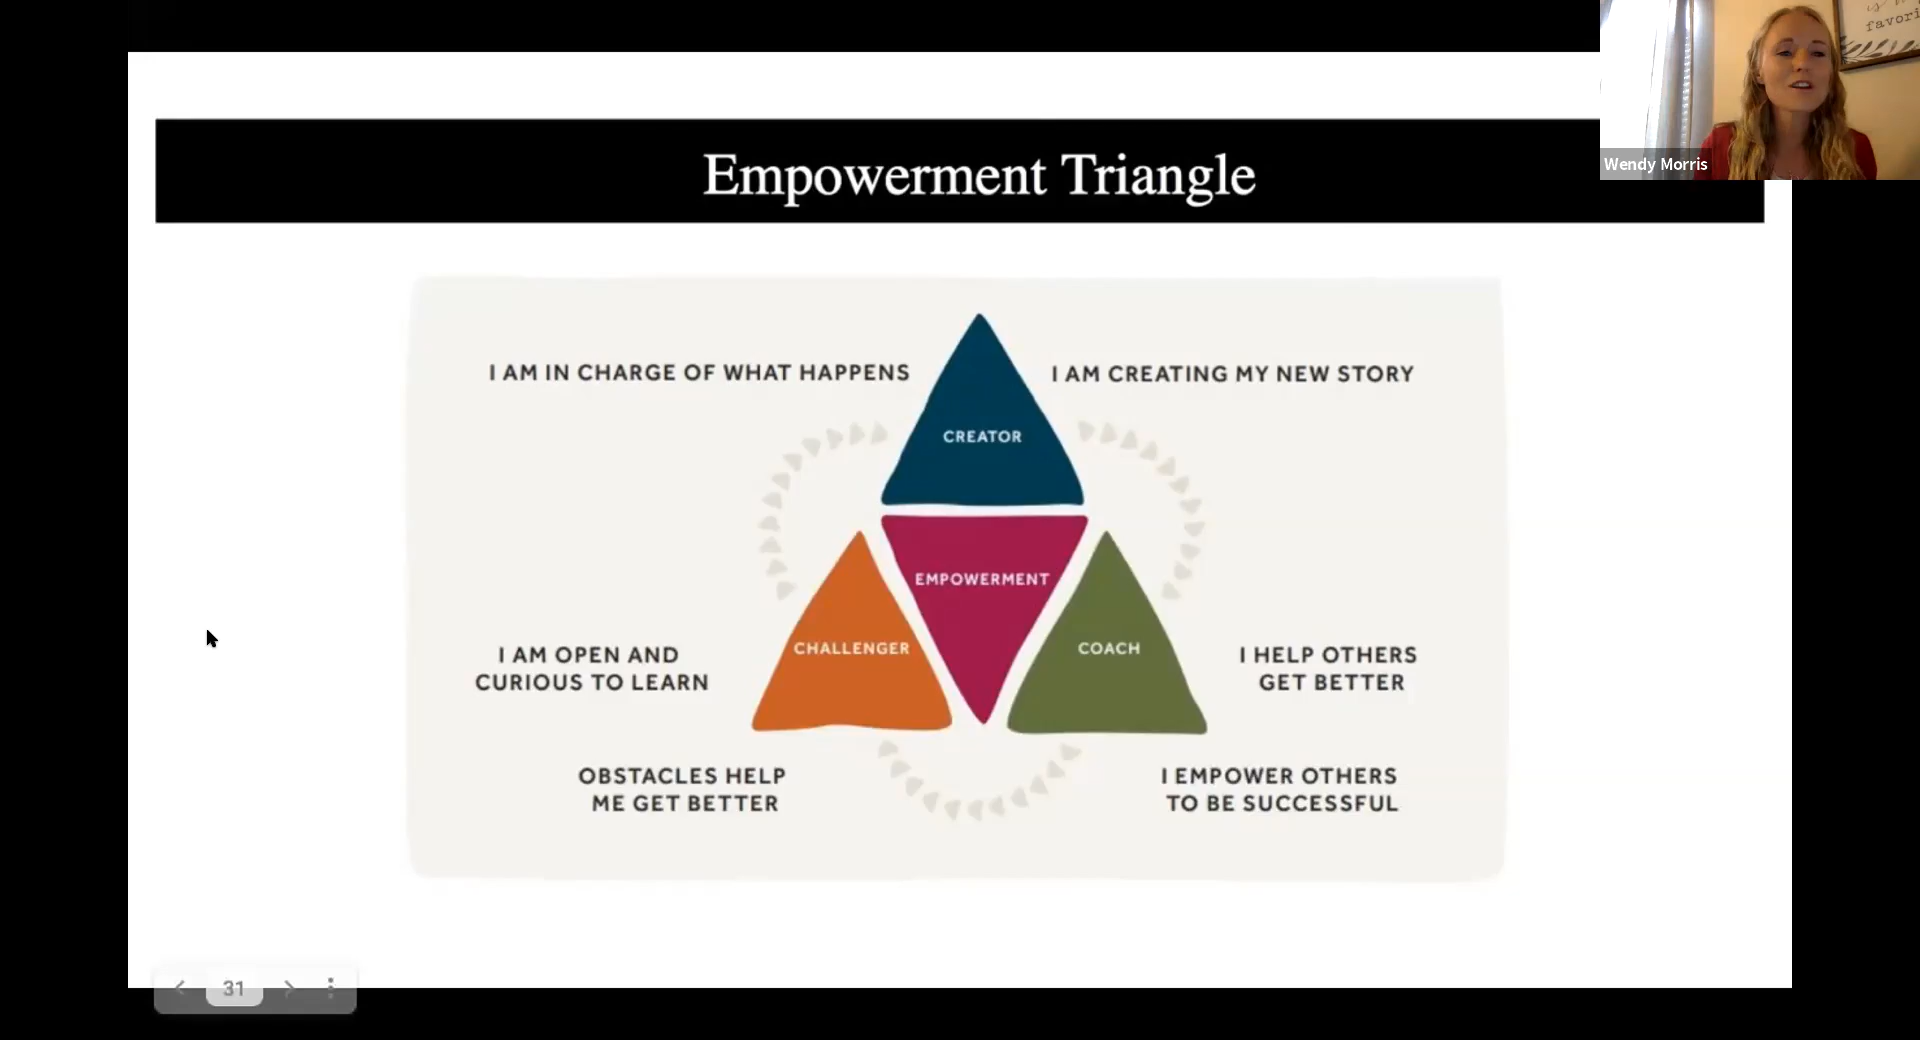 favori
Wendy Morris
Empowerment Triangle
I AM IN CHARGE OF WHAT HAPPENS
I AM CREATING MY NEW STORY
CREATOR
EMPOWERMENT
CHALLENGER
COACH
I AM OPEN AND
CURIOUS TO LEARN
I HELP OTHERS
GET BETTER
OBSTACLES HELP
ME GET BETTER
I EMPOWER OTHERS
TO BE SUCCESSFUL
31